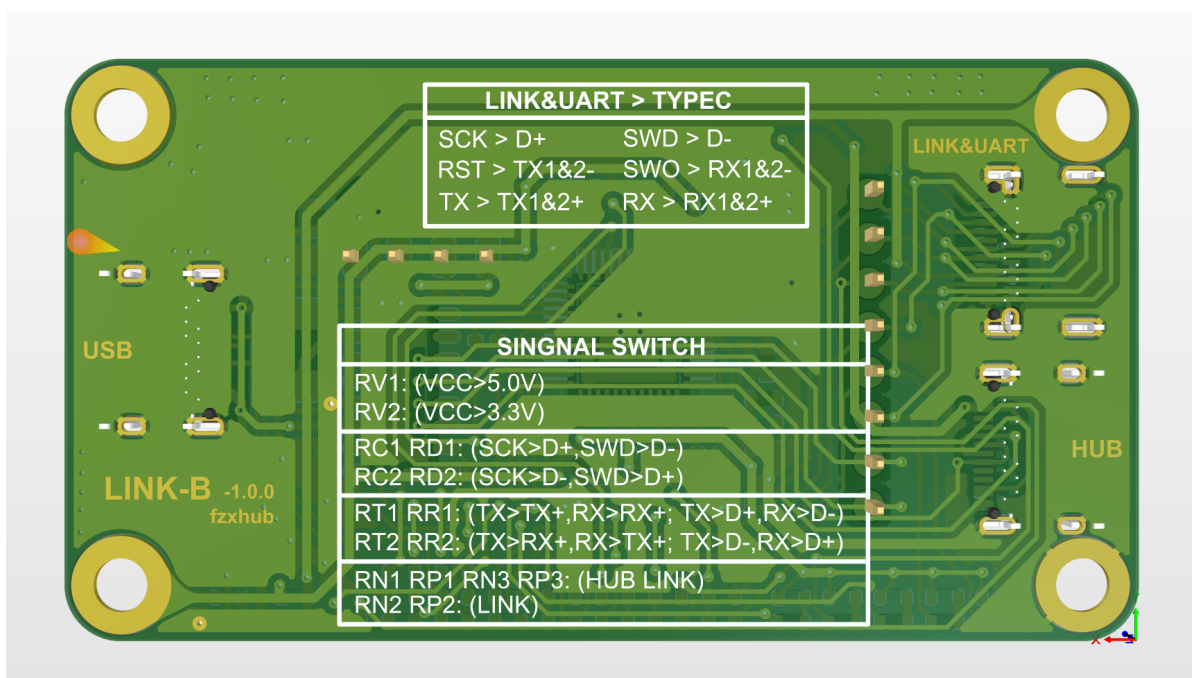 LINK&UART > TYPEC
SCK > D+ SWD > D-
RST > TX1&2- SWO > RX1&2-
TX > TX1&2+ RX > RX1&2+
LINK&UART
USB
SINGNAL SWITCH
RV1: (VCC>5.0V)
RV2: (VCC>3.3V)
RC1 RD1: (SCK>D+,SWD>D-)
RC2 RD2: (SCK>D-,SWD>D+)
HUB
LINK-B -1.0.0
fzxhub
RT1 RR1: (TX>TX+,RX>RX+; TX>D+,RX>D-)
RT2 RR2: (TX>RX+,RX>TX+; TX>D-,RX>D+)
RN1 RP1 RN3 RP3: (HUB LINK)
RN2 RP2: (LINK)
X
Y